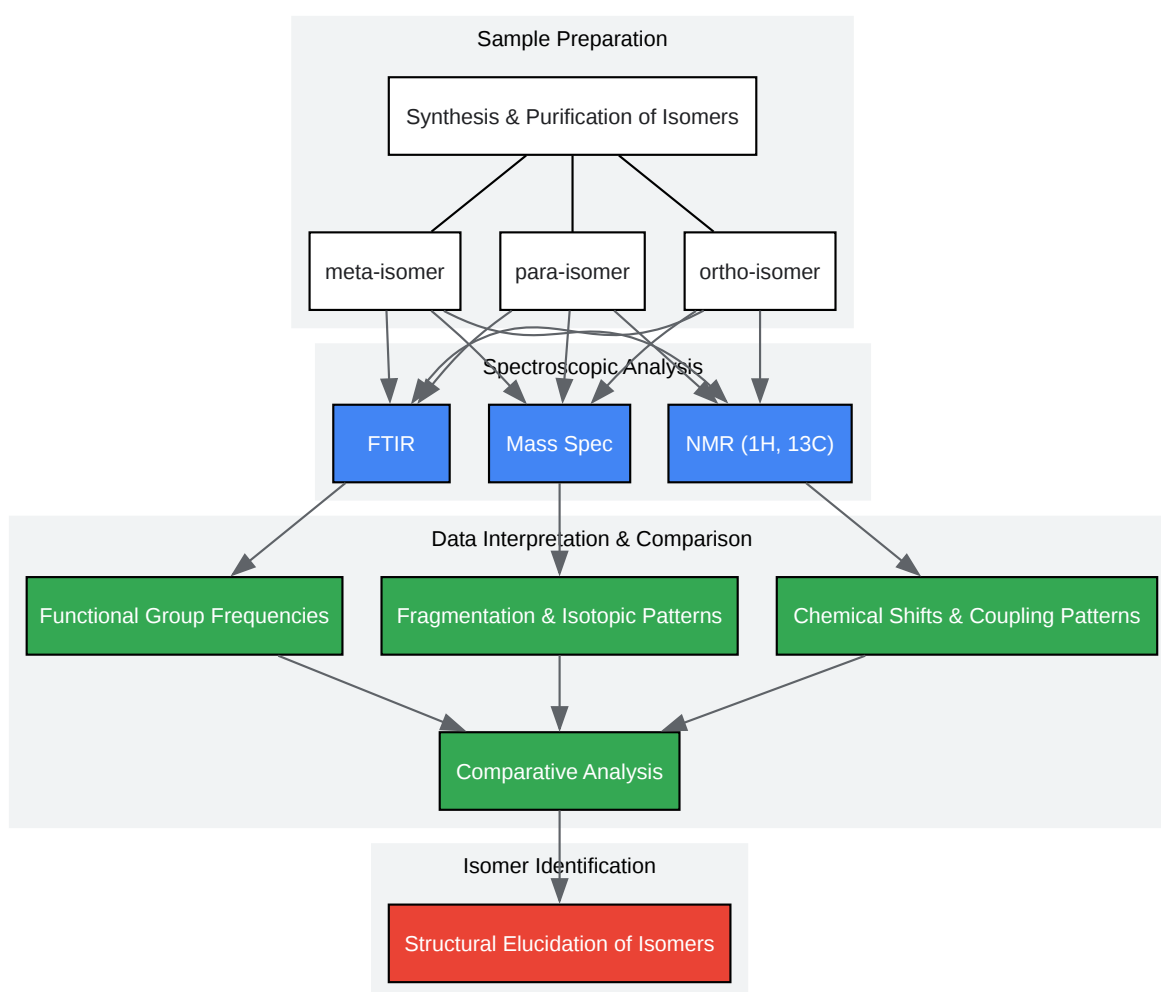 Sample Preparation
Synthesis & Purification of Isomers
meta-isomer
para-isomer
ortho-isomer
Spectroscopic Analysis
FTIR
Mass Spec
NMR (1H, 13C)
Data Interpretation & Comparison
Functional Group Frequencies
Fragmentation & Isotopic Patterns
Chemical Shifts & Coupling Patterns
Comparative Analysis
Isomer Identification
Structural Elucidation of Isomers